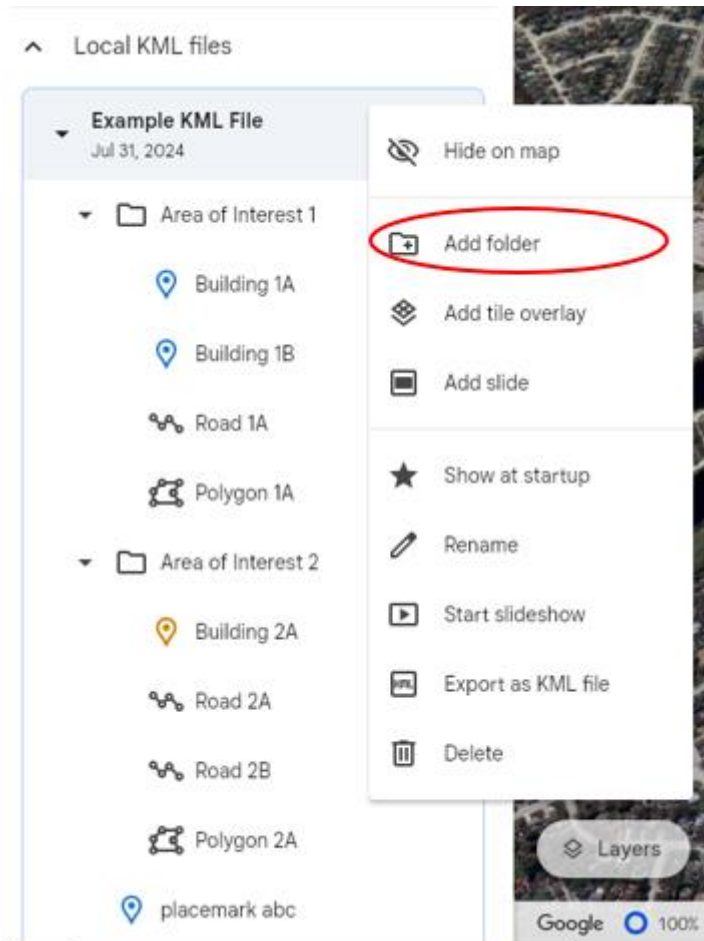 Local KML files
Example KML File
Jul 31, 2024
Area of Interest 1
Building 1A
Building 1B
Road 1A
Polygon 1A
Area of Interest 2
Building 2A
Road 2A
Road 2B
Polygon 2A
placemark abc
Hide on map
Add folder
Add tile overlay
Add slide
Show at startup
Rename
Start slideshow
KML
Export as KML file
Delete
Layers
Google
100%